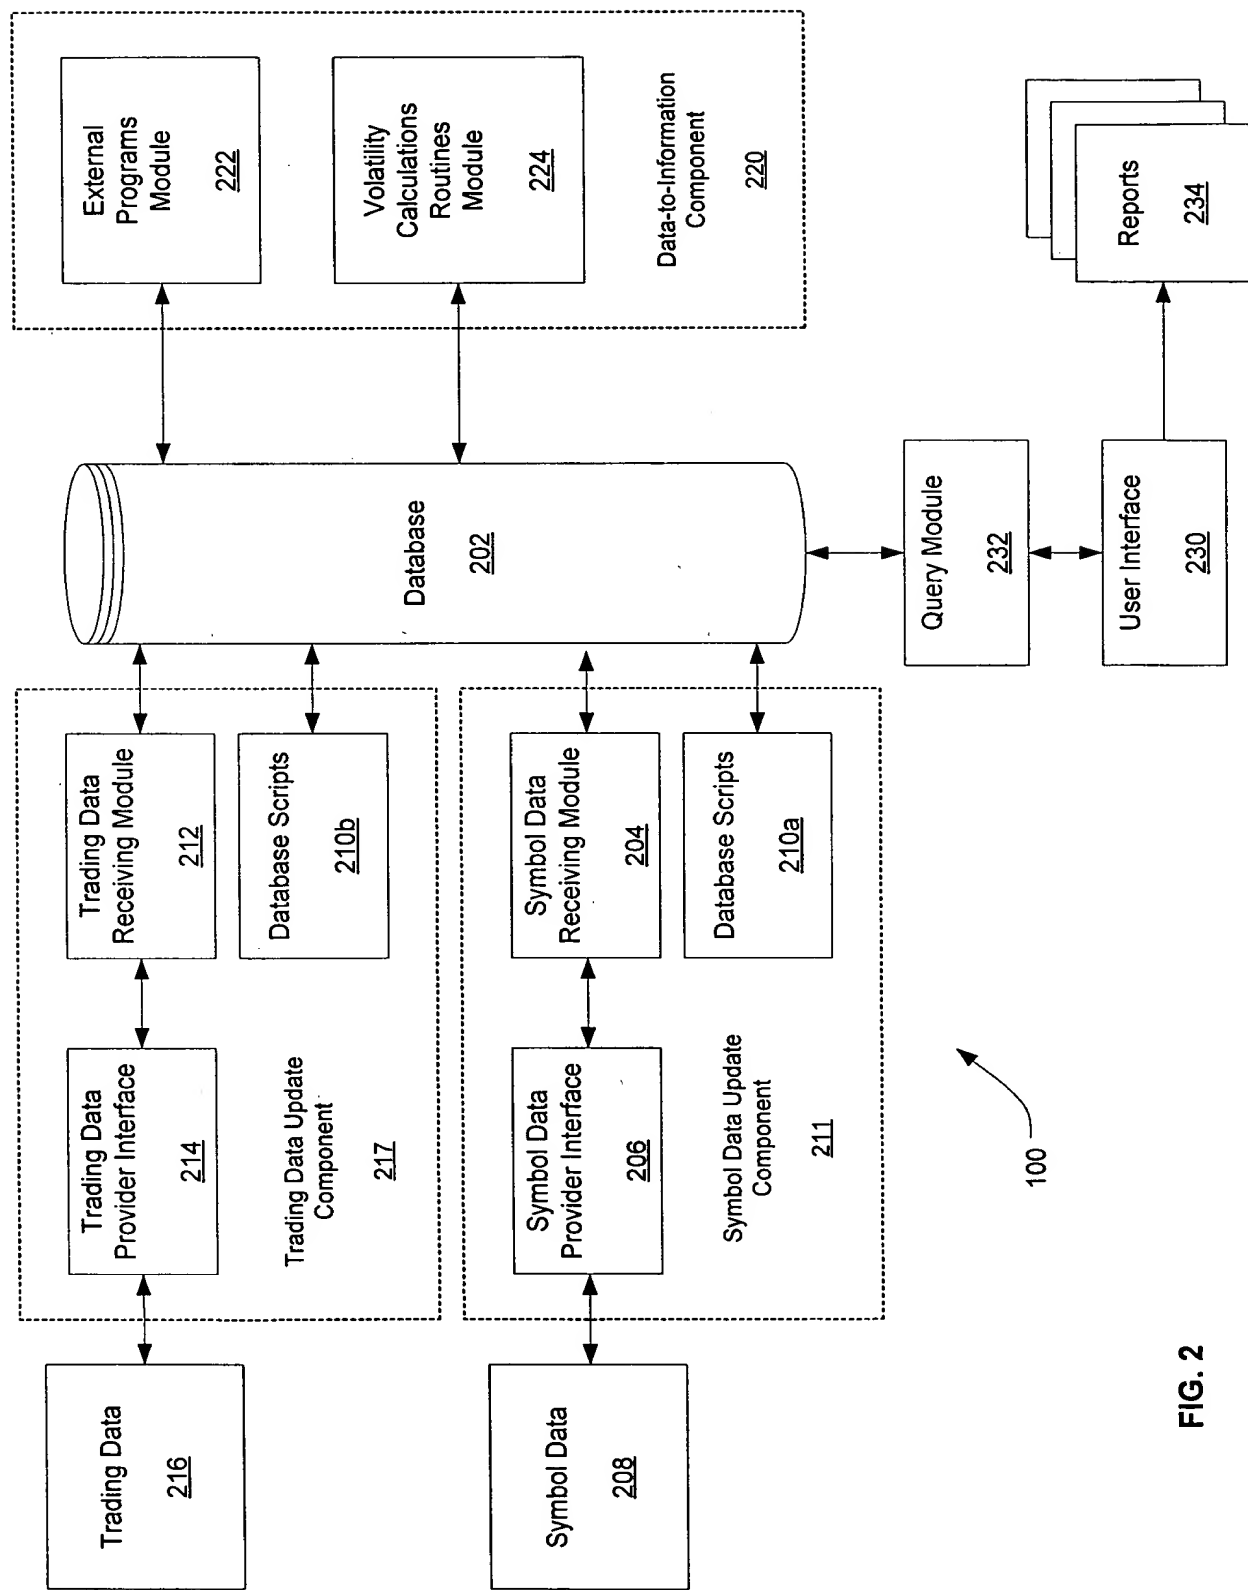 Trading Data
216
Trading Data
Provider Interface
214
Trading Data
Receiving Module
212
Database Scripts
210b
Trading Data Update
Component
217
Symbol Data
208
Symbol Data
Provider Interface
206
Symbol Data
Receiving Module
204
Database Scripts
210a
Symbol Data Update
Component
211
Database
202
External
Programs
Module
222
Volatility
Calculations
Routines
Module
224
Data-to-Information
Component
220
Query Module
232
User Interface
230
Reports
234
100
FIG. 2